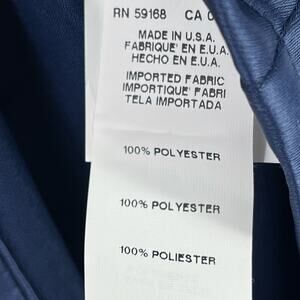 RN 59168 CA 0
MADE IN U.S.A.
FABRIQUE' EN E.U.A.
HECHO EN E.U.A.
IMPORTED FABRIC
IMPORTIQUE' FABRI
TELA IMPORTADA
100% POLYESTER
100% POLYESTER
100% POLIESTER